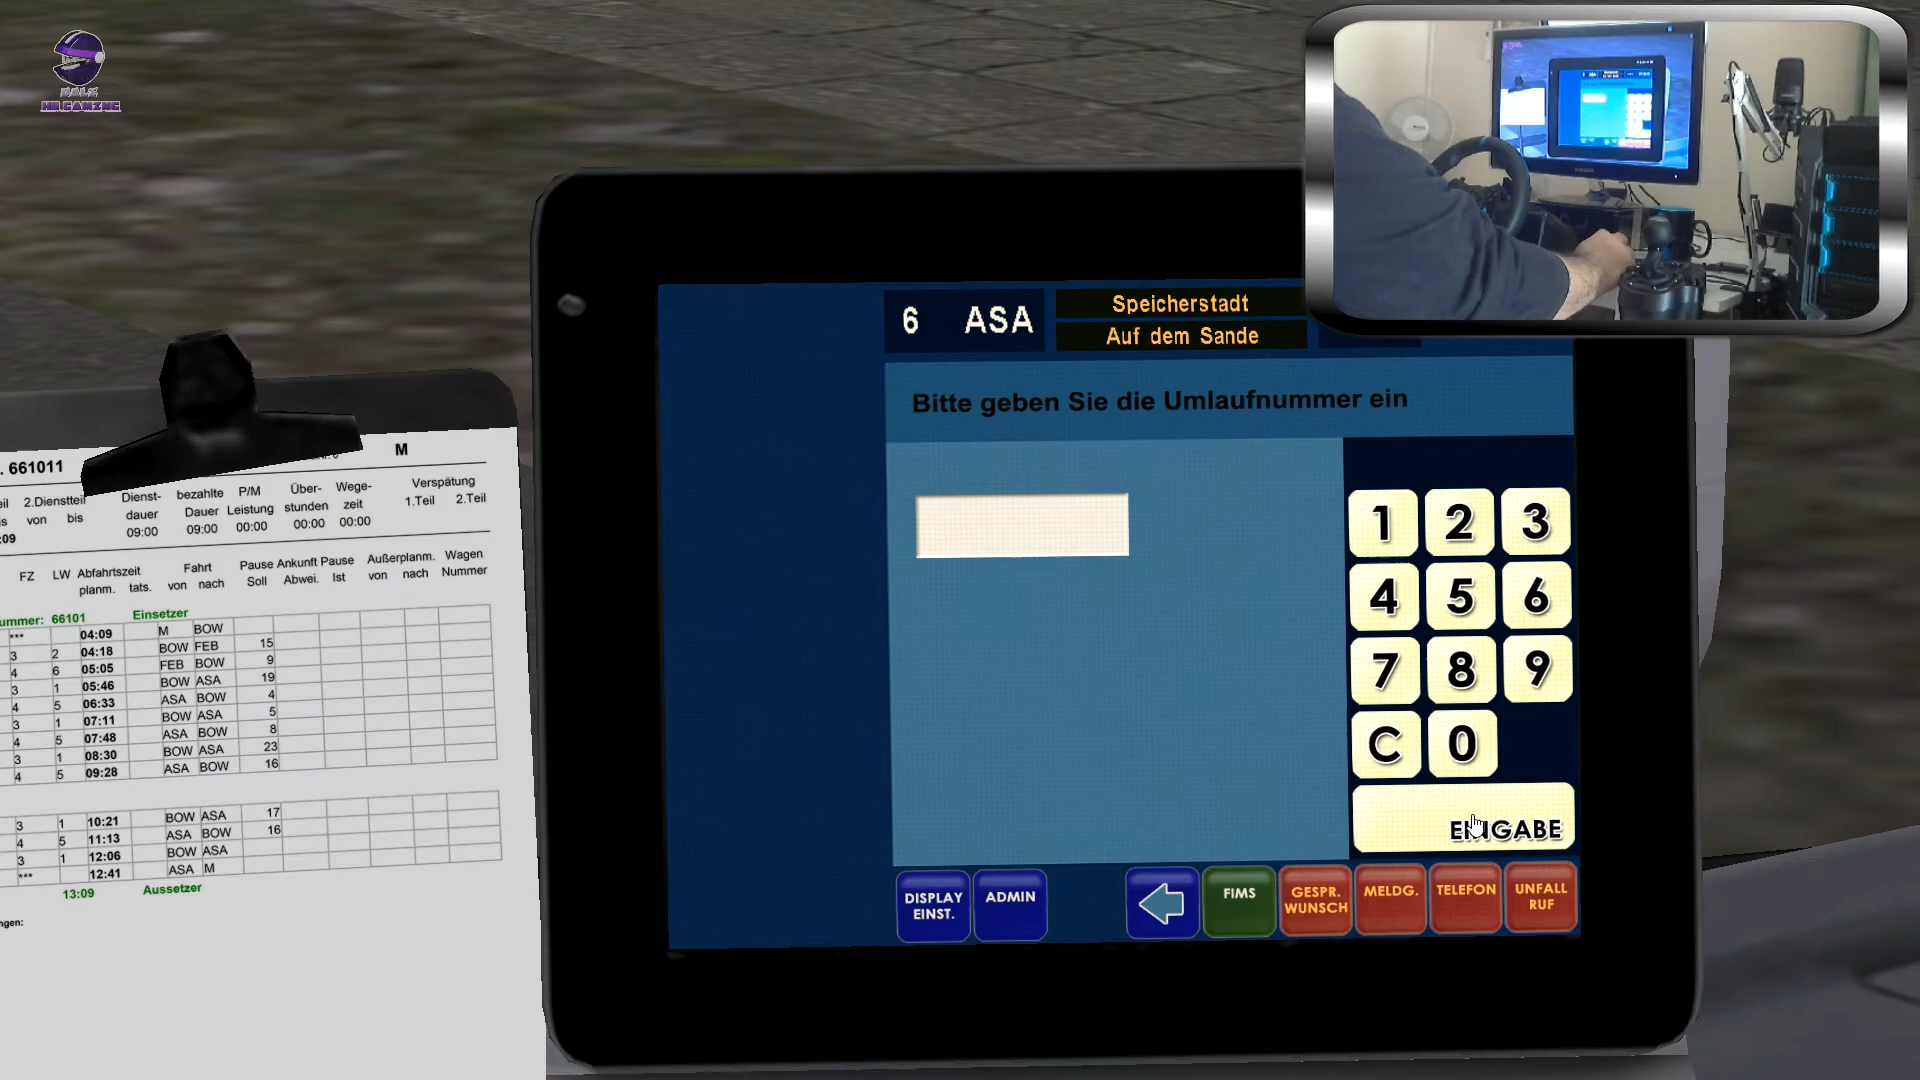 HR.GAMING
6 ASA
Speicherstadt
Auf dem Sande
Bitte geben Sie die Umlaufnummer ein
1 2 3
4 5 6
7 8 9
C 0
EINGABE
DISPLAY EINST.
ADMIN
FIMS
GESPR. WUNSCH
MELDG.
TELEFON
UNFALL RUF
. 661011 M
2.Dienstteil Dienst- bezahlte P/M Über- Wege- Verspätung
von bis dauer Dauer Leistung stunden zeit 1.Teil 2.Teil
:09 09:00 09:00 00:00 00:00 00:00
FZ LW Abfahrtszeit Fahrt Pause Ankunft Pause Außerplanm. Wagen
planm. tats. von nach Soll Abwei. Ist von nach Nummer
ummer: 66101 Einsetzer
*** 04:09 M BOW
3 2 04:18 BOW FEB 15
4 6 05:05 FEB BOW 9
3 1 05:46 BOW ASA 19
4 5 06:33 ASA BOW 4
3 1 07:11 BOW ASA 5
4 5 07:48 ASA BOW 8
3 1 08:30 BOW ASA 23
4 5 09:28 ASA BOW 16
3 1 10:21 BOW ASA 17
4 5 11:13 ASA BOW 16
3 1 12:06 BOW ASA
*** 12:41 ASA M
13:09 Aussetzer
ngen: